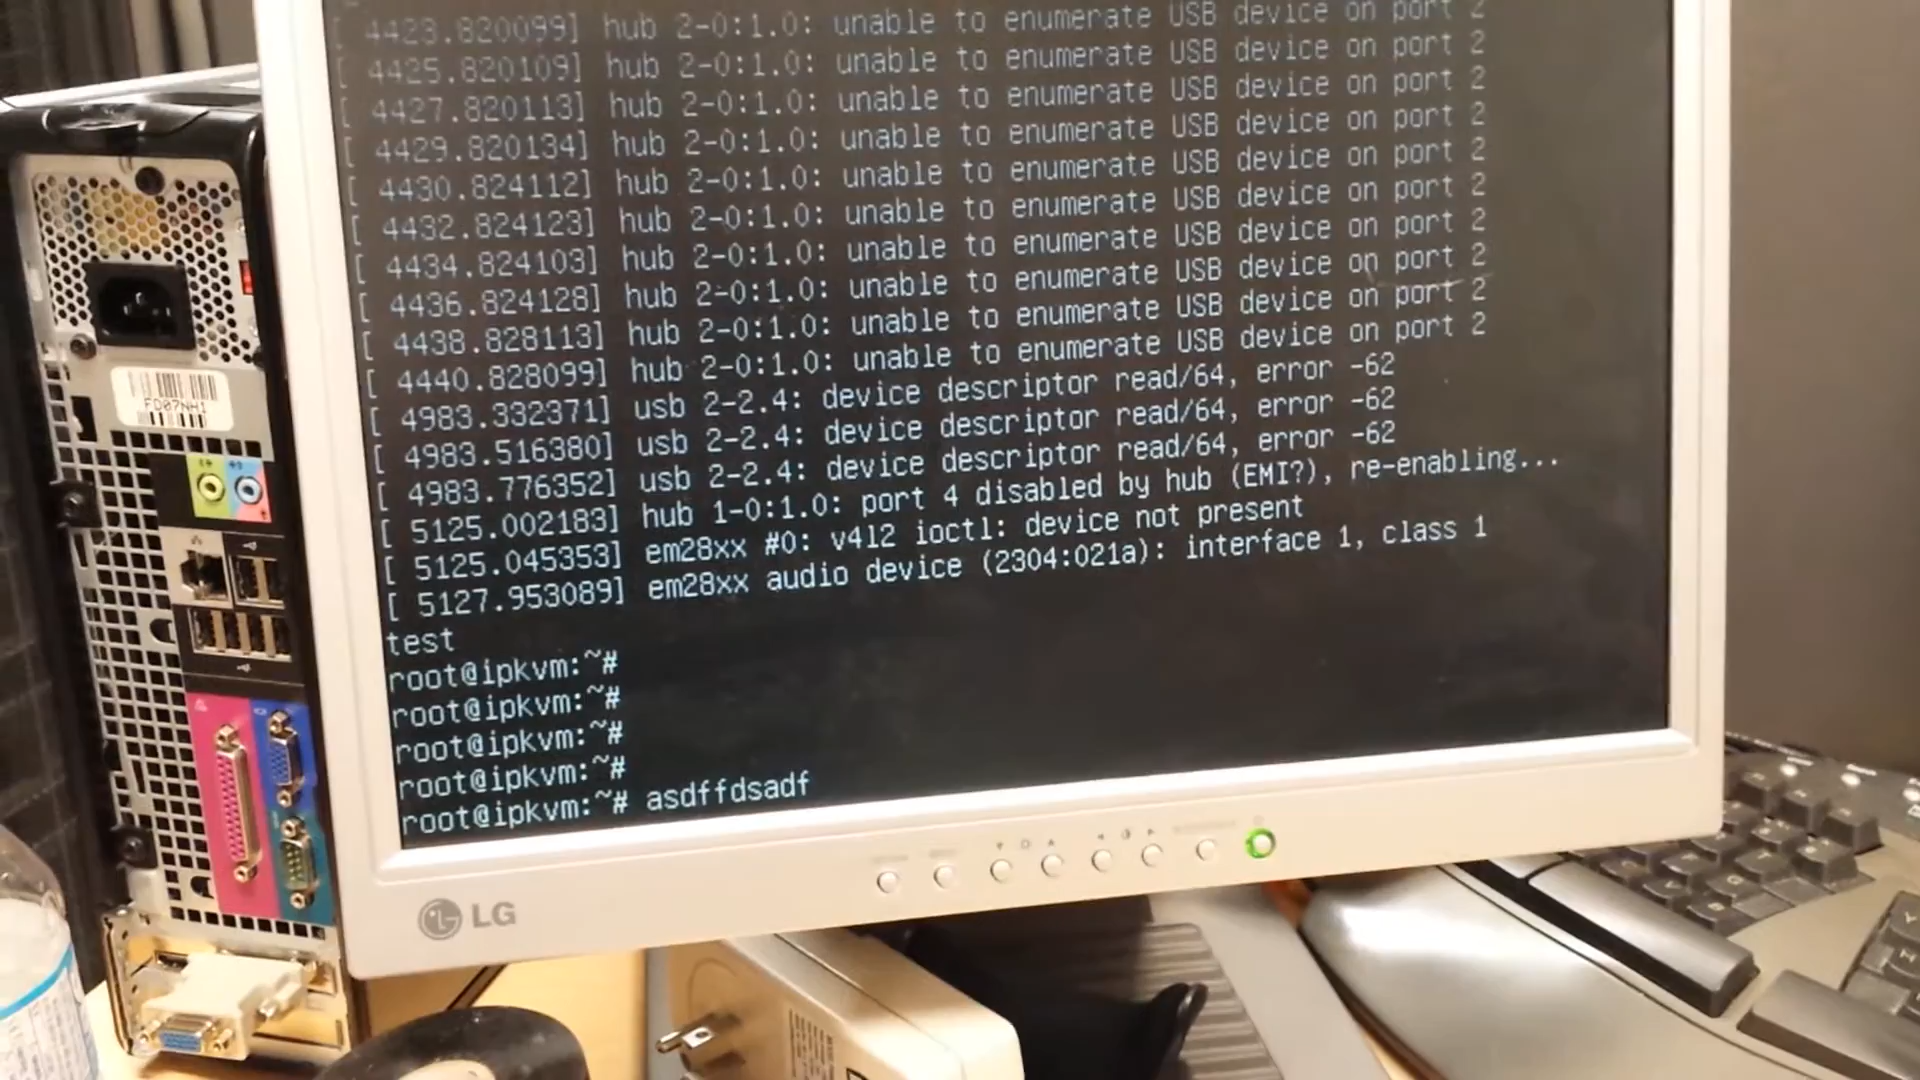 [ 4423.820099] hub 2-0:1.0: unable to enumerate USB device on port 2
[ 4425.820109] hub 2-0:1.0: unable to enumerate USB device on port 2
[ 4427.820113] hub 2-0:1.0: unable to enumerate USB device on port 2
[ 4429.820134] hub 2-0:1.0: unable to enumerate USB device on port 2
[ 4430.824112] hub 2-0:1.0: unable to enumerate USB device on port 2
[ 4432.824123] hub 2-0:1.0: unable to enumerate USB device on port 2
[ 4434.824103] hub 2-0:1.0: unable to enumerate USB device on port 2
[ 4436.824128] hub 2-0:1.0: unable to enumerate USB device on port 2
[ 4438.828113] hub 2-0:1.0: unable to enumerate USB device on port 2
[ 4440.828099] hub 2-0:1.0: unable to enumerate USB device on port 2
[ 4983.332371] usb 2-2.4: device descriptor read/64, error -62
[ 4983.516380] usb 2-2.4: device descriptor read/64, error -62
[ 4983.776352] usb 2-2.4: device descriptor read/64, error -62
[ 5125.002183] hub 1-0:1.0: port 4 disabled by hub (EMI?), re-enabling...
[ 5125.045353] em28xx #0: v4l2 ioctl: device not present
[ 5127.953089] em28xx audio device (2304:021a): interface 1, class 1
test
root@ipkvm:~#
root@ipkvm:~#
root@ipkvm:~#
root@ipkvm:~#
root@ipkvm:~# asdffdsadf
LG
FD07NH1